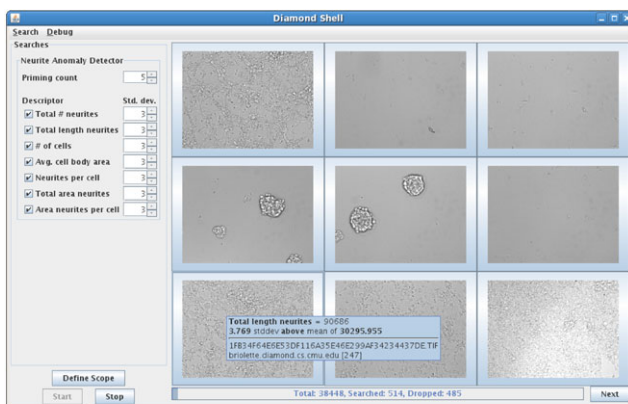 Diamond Shell
Search Debug
Searches
Neurite Anomaly Detector
Priming count 5
Descriptor Std. dev.
Total # neurites 3
Total length neurites 3
# of cells 3
Avg. cell body area 3
Neurites per cell 3
Total area neurites 3
Area neurites per cell 3
Total length neurites = 90686
3.769 stddev above mean of 30295.955
1FB34F64E6E53DF116A35E46E299AF34234437DE.TIF
briolette.diamond.cs.cmu.edu [247]
Define Scope
Start Stop
Total: 38448, Searched: 514, Dropped: 485
Next